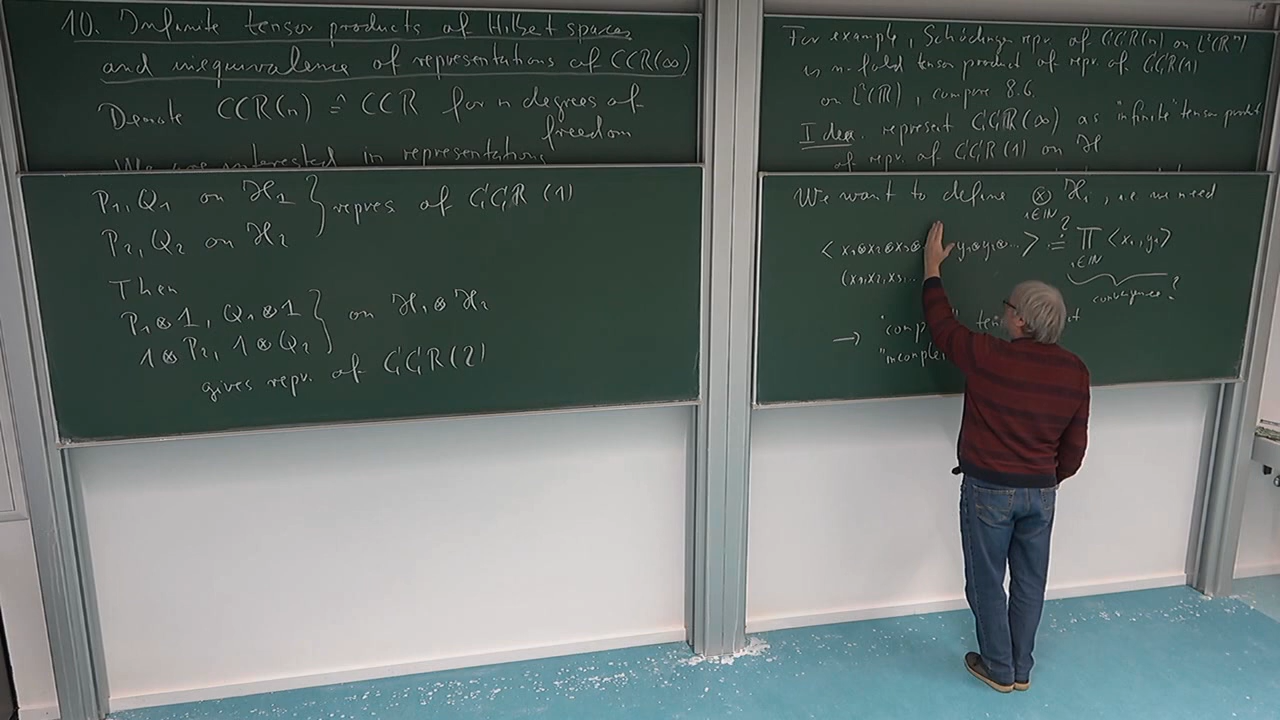 10. Infinite tensor products of Hilbert spaces
and inequivalence of representations of CCR(∞)
Denote CCR(n) ≙ CCR for n degrees of
freedom
We are interested in representations
P₁, Q₁ on ℋ₁ } repres of CCR(1)
P₂, Q₂ on ℋ₂
Then
P₁⊗1, Q₁⊗1 } on ℋ₁⊗ℋ₂
1⊗P₂, 1⊗Q₂
gives repr. of CCR(2)
For example, Schödinger repr. of CCR(n) on L²(ℝⁿ)
is n-fold tensor product of repr. of CCR(1)
on L²(ℝ), compare 8.6.
Idea. represent CCR(∞) as "infinite" tensor product
of repr. of CCR(1) on ℋ
We want to define ⊗ ℋᵢ, i.e. we need
i∈ℕ
< x₁⊗x₂⊗x₃⊗ y₁⊗y₂⊗... > ≟ ∏ <xᵢ, yᵢ>
i∈ℕ
(x₁, x₂, x₃, ...
convergence?
→